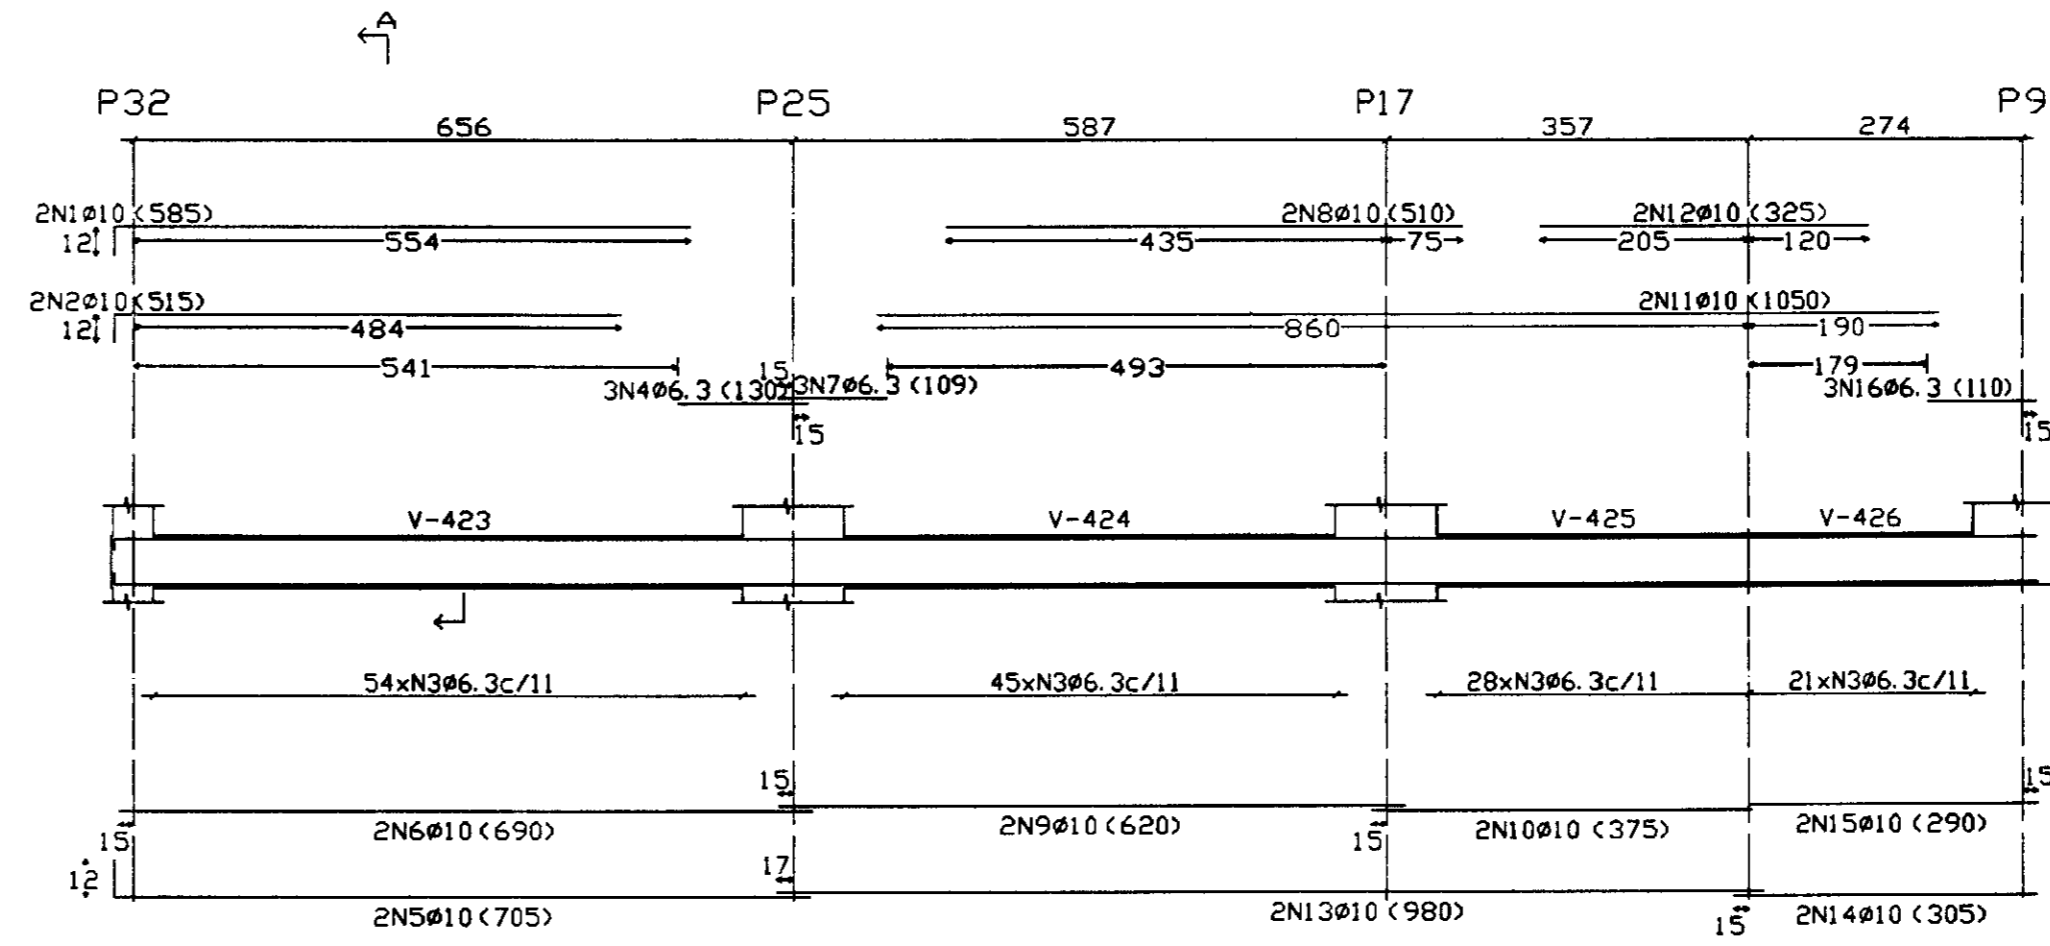 A
P32 P25 P17 P9
656 587 357 274
2N1ø10 (585) 2N8ø10 (510) 2N12ø10 (325)
12 554 435 75 205 120
2N2ø10 (515) 2N11ø10 (1050)
12 484 860 190
541 15 493 179
3N4ø6.3 (130) 3N7ø6.3 (109) 3N16ø6.3 (110)
15 15
V-423 V-424 V-425 V-426
54xN3ø6.3c/11 45xN3ø6.3c/11 28xN3ø6.3c/11 21xN3ø6.3c/11
15 15
2N6ø10 (690) 2N9ø10 (620) 2N10ø10 (375) 2N15ø10 (290)
15 15
12 17
2N5ø10 (705) 2N13ø10 (980) 2N14ø10 (305)
15